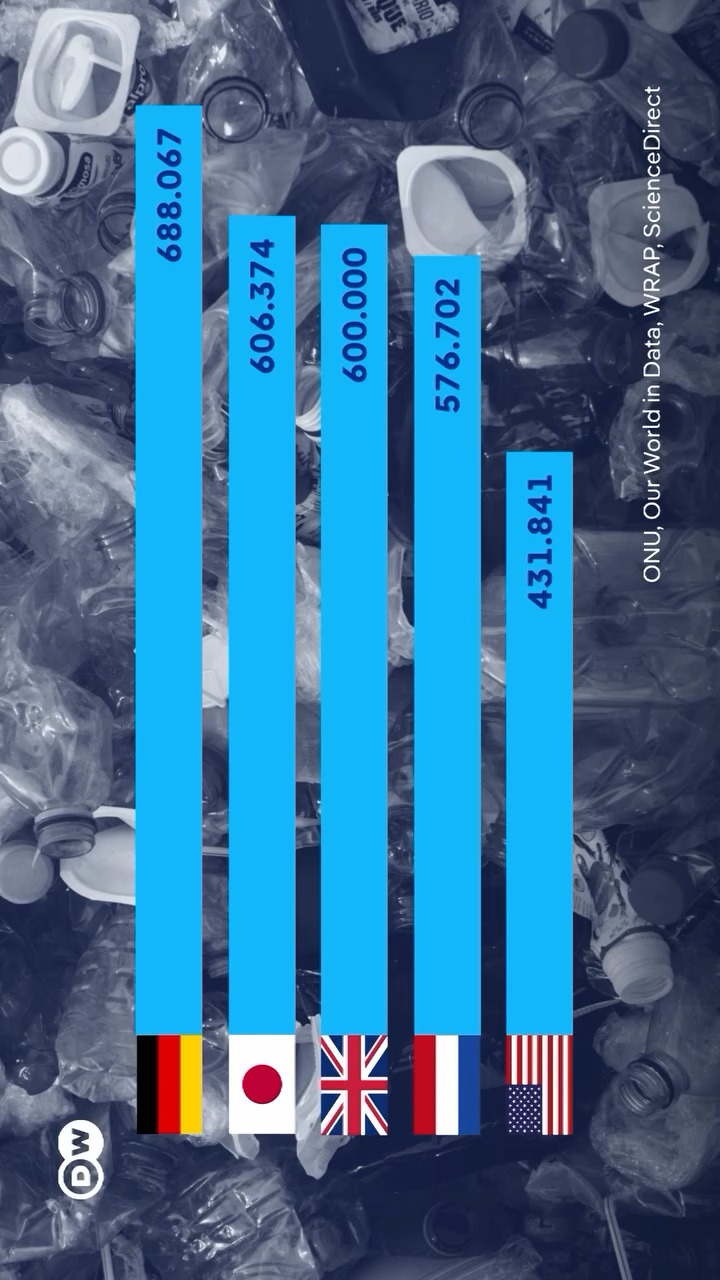 688.067
606.374
600.000
576.702
431.841
ONU, Our World in Data, WRAP, ScienceDirect
DW